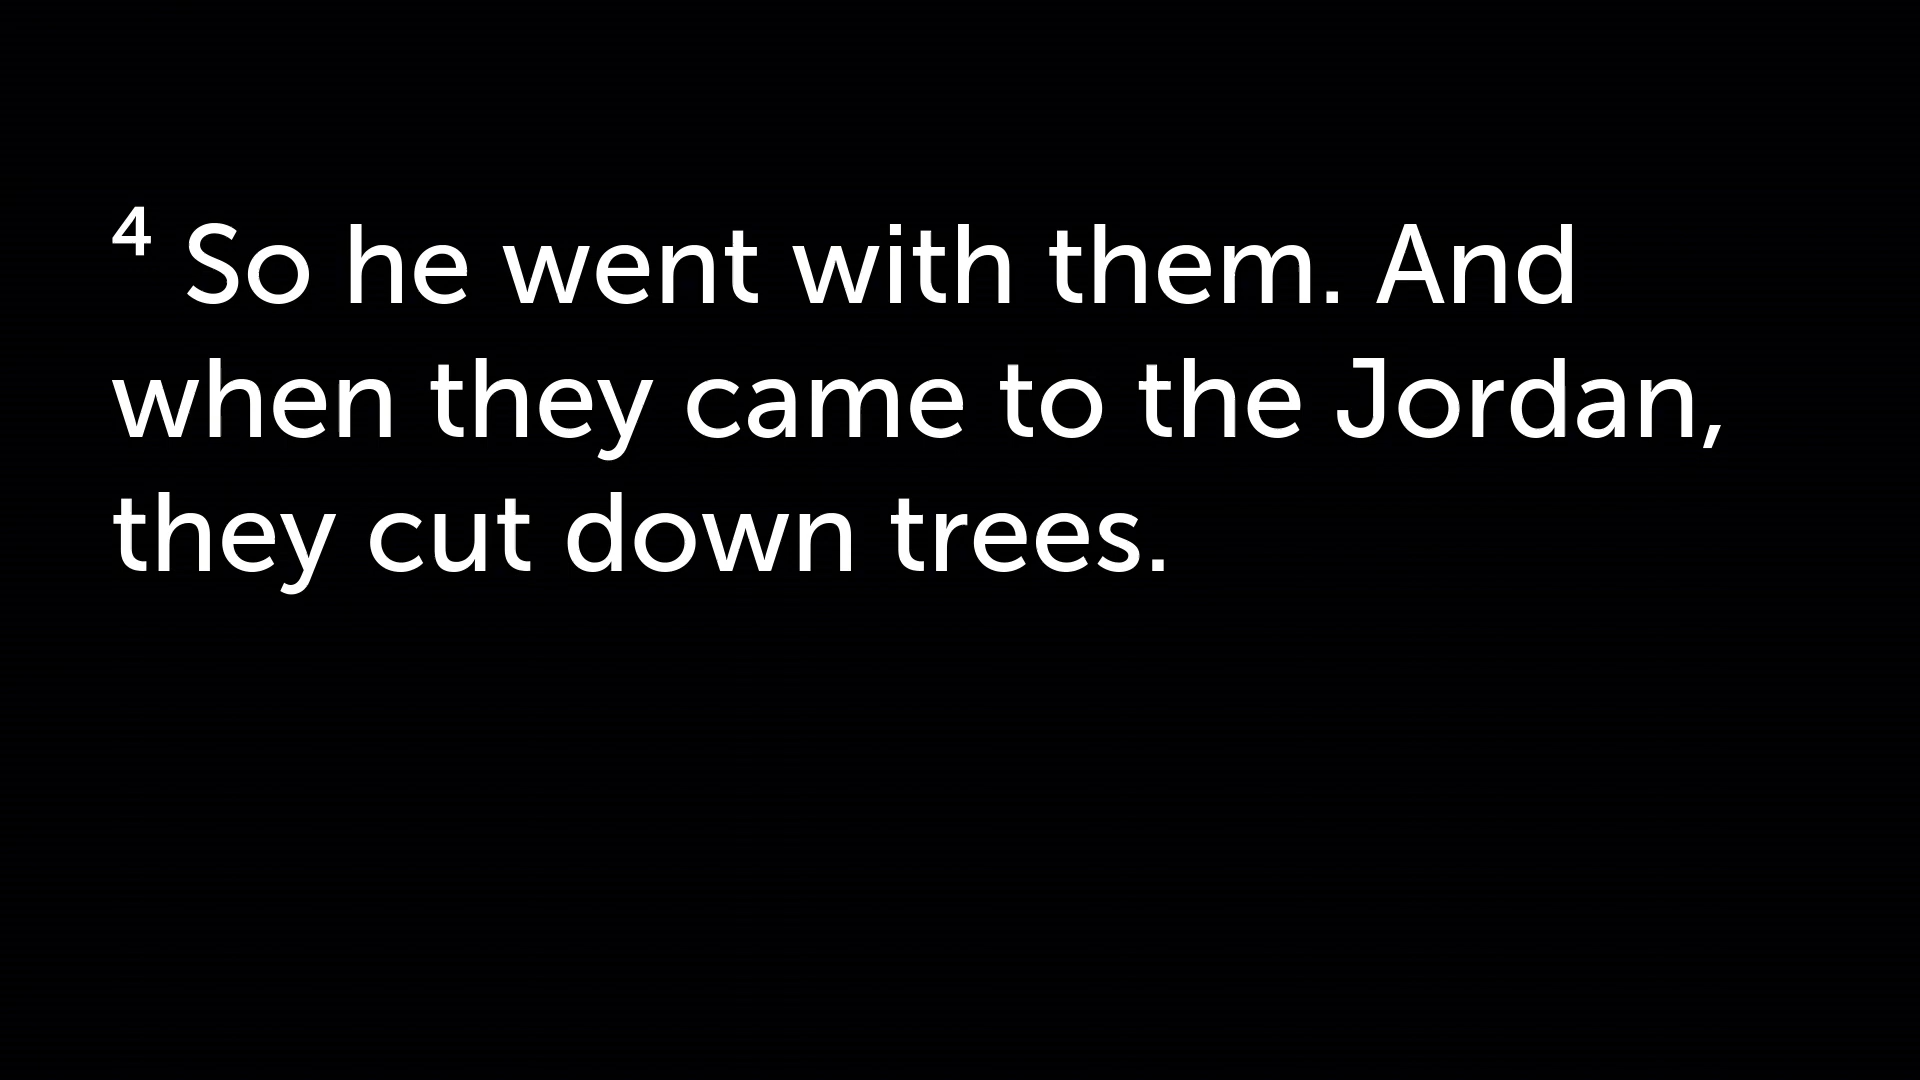 ⁴ So he went with them. And
when they came to the Jordan,
they cut down trees.